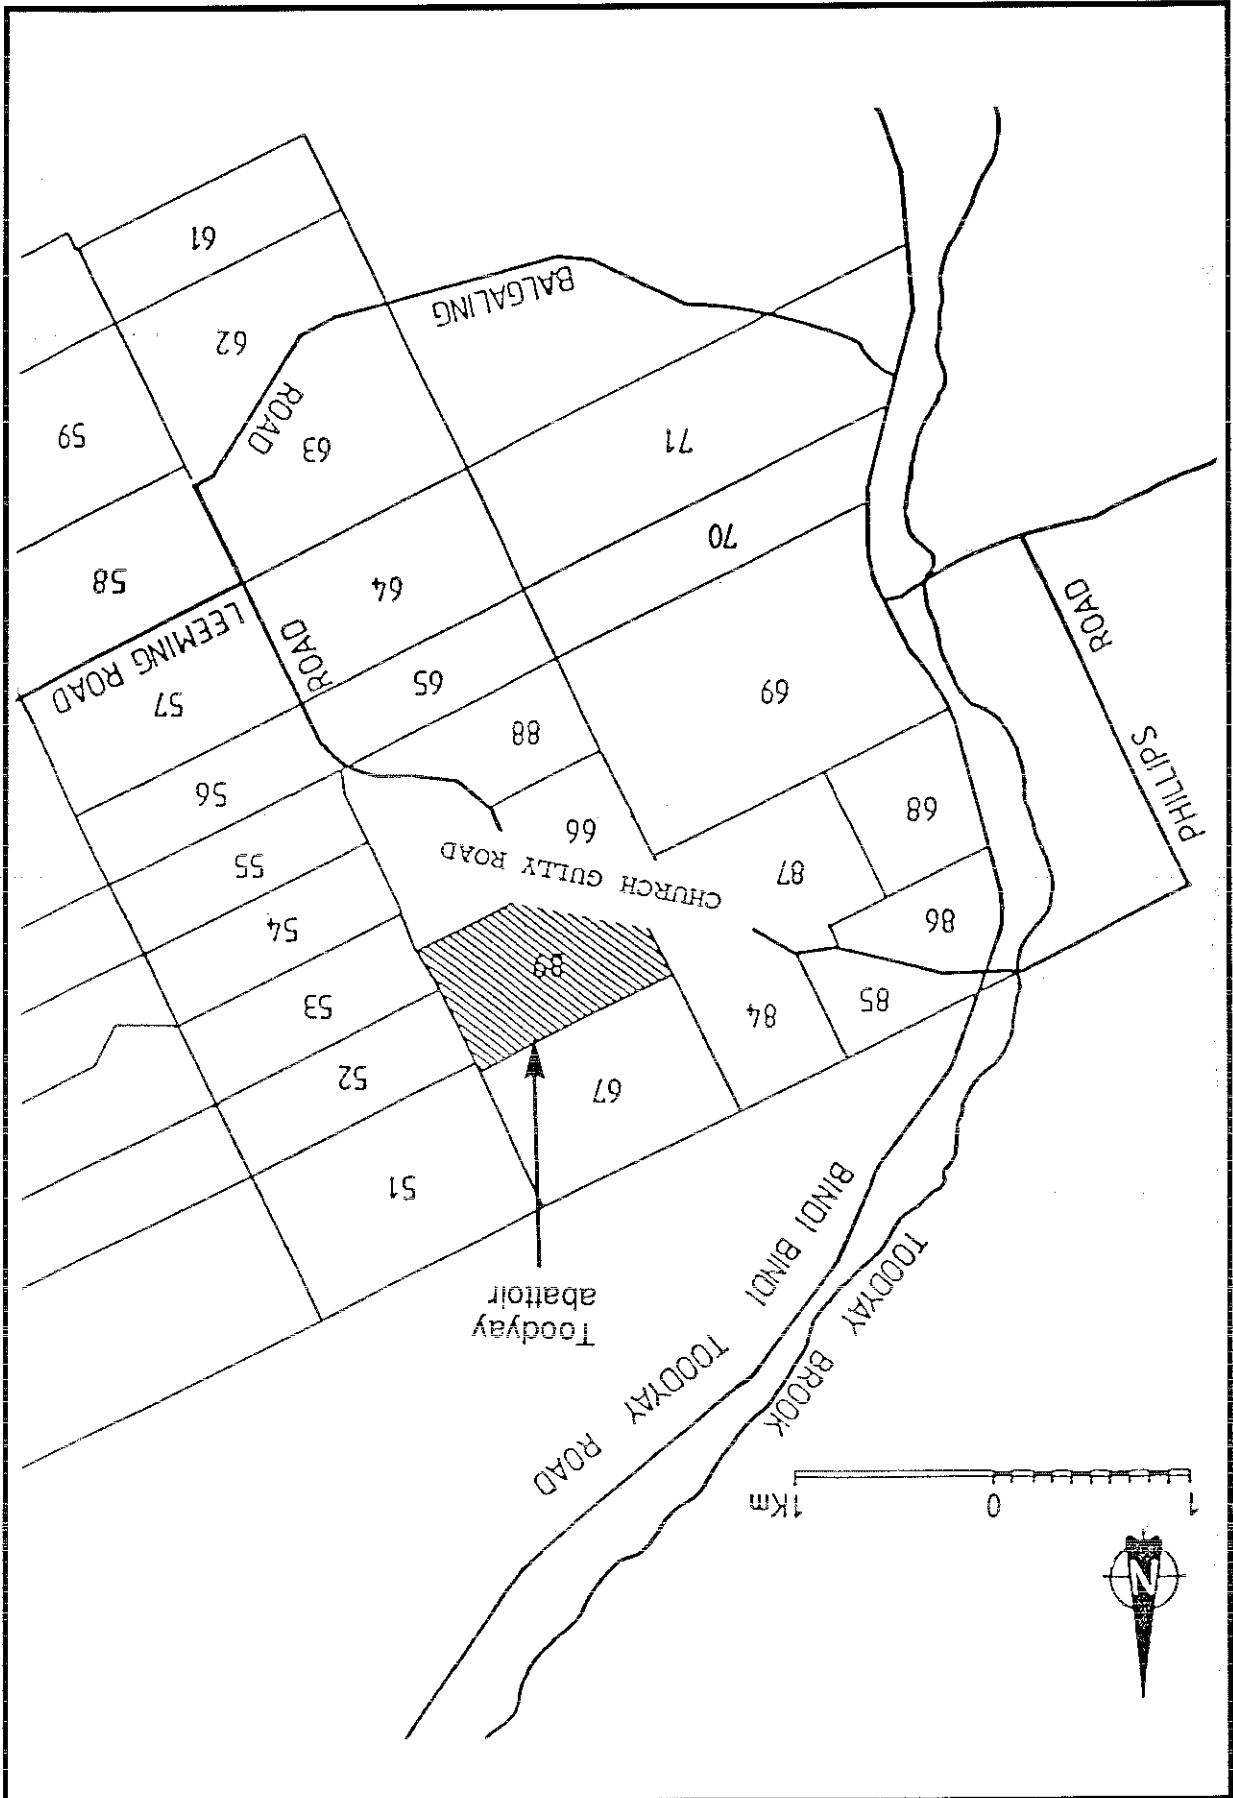 N
1 0 1Km
TOODYAY BROOK
TOODYAY ROAD
BINDI BINDI
Toodyay
abattoir
51
67
52
84
85
53
89
86
54
CHURCH GULLY ROAD
87
55
66
68
56
88
PHILLIPS
ROAD
69
65
57
LEEMING ROAD
ROAD
64
58
70
71
63
59
ROAD
62
BALGALING
61